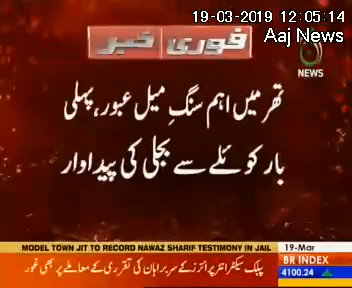 19-03-2019 12:05:14
Aaj News
فوری خبر
NEWS
تھر میں اہم سنگِ میل عبور، پہلی
بار کوئلے سے بجلی کی پیداوار
MODEL TOWN JIT TO RECORD NAWAZ SHARIF TESTIMONY IN JAIL
19-Mar
BR INDEX
4100.24
پبلک سیکٹر انٹرپرائزز کے سربراہان کی تقرری کے معاملے پر بھی غور